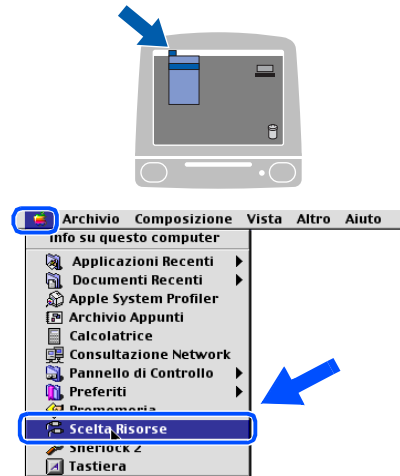 Archivio Composizione Vista Altro Aiuto
Info su questo computer
Applicazioni Recenti
Documenti Recenti
Apple System Profiler
Archivio Appunti
Calcolatrice
Consultazione Network
Pannello di Controllo
Preferiti
Promemoria
Scelta Risorse
Sherlock 2
Tastiera